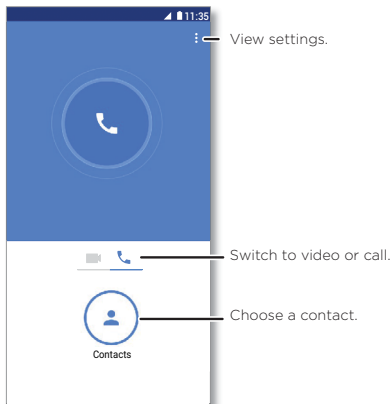 11:35
View settings.
Switch to video or call.
Choose a contact.
Contacts